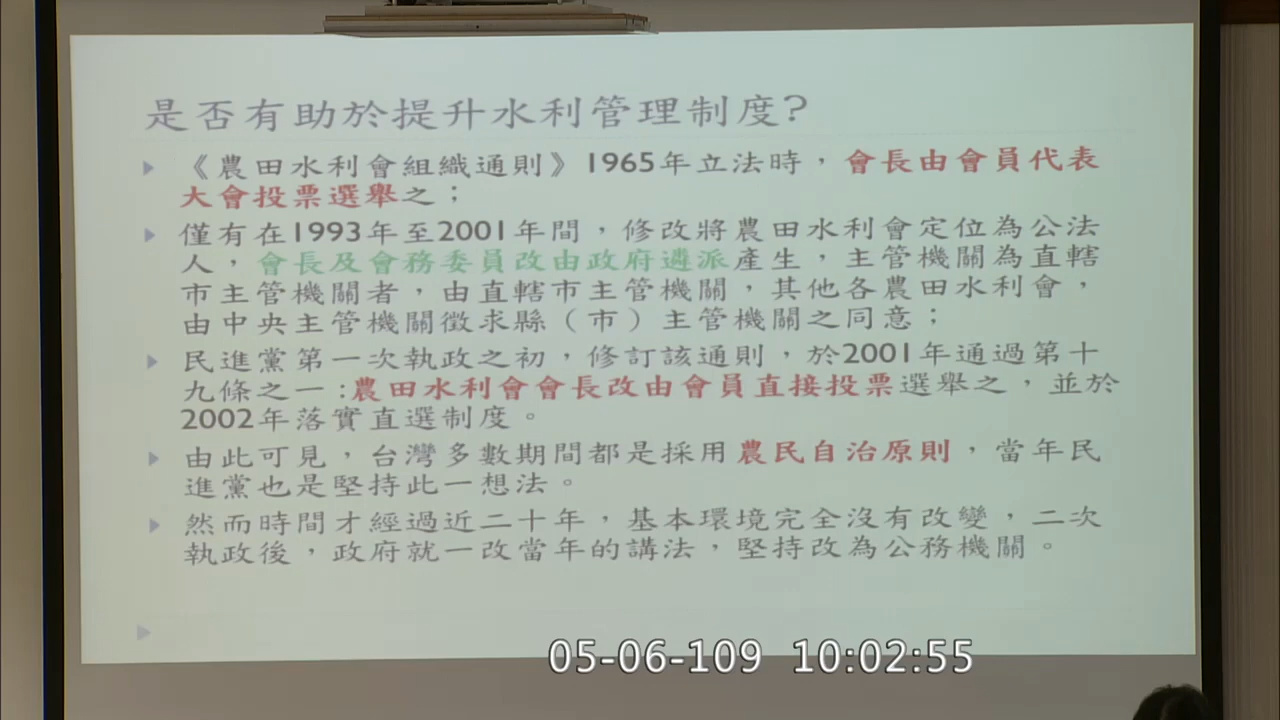 是否有助於提升水利管理制度?
《農田水利會組織通則》1965年立法時，會長由會員代表
大會投票選舉之；
僅有在1993年至2001年間，修改將農田水利會定位為公法
人，會長及會務委員改由政府遴派產生，主管機關為直轄
市主管機關者，由直轄市主管機關，其他各農田水利會，
由中央主管機關徵求縣（市）主管機關之同意；
民進黨第一次執政之初，修訂該通則，於2001年通過第十
九條之一:農田水利會會長改由會員直接投票選舉之，並於
2002年落實直選制度。
由此可見，台灣多數期間都是採用農民自治原則，當年民
進黨也是堅持此一想法。
然而時間才經過近二十年，基本環境完全沒有改變，二次
執政後，政府就一改當年的講法，堅持改為公務機關。
05-06-109 10:02:55